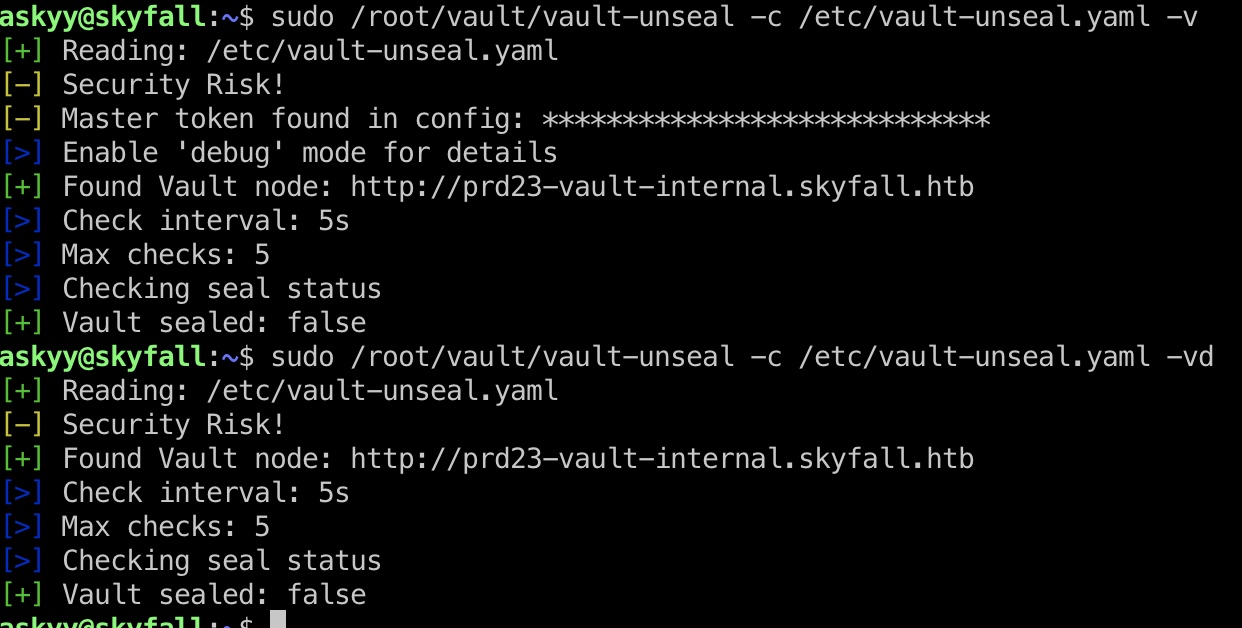 askyy@skyfall:~$ sudo /root/vault/vault-unseal -c /etc/vault-unseal.yaml -v
[+] Reading: /etc/vault-unseal.yaml
[-] Security Risk!
[-] Master token found in config: ****************************
[>] Enable 'debug' mode for details
[+] Found Vault node: http://prd23-vault-internal.skyfall.htb
[>] Check interval: 5s
[>] Max checks: 5
[>] Checking seal status
[+] Vault sealed: false
askyy@skyfall:~$ sudo /root/vault/vault-unseal -c /etc/vault-unseal.yaml -vd
[+] Reading: /etc/vault-unseal.yaml
[-] Security Risk!
[+] Found Vault node: http://prd23-vault-internal.skyfall.htb
[>] Check interval: 5s
[>] Max checks: 5
[>] Checking seal status
[+] Vault sealed: false
askyy@skyfall:~$